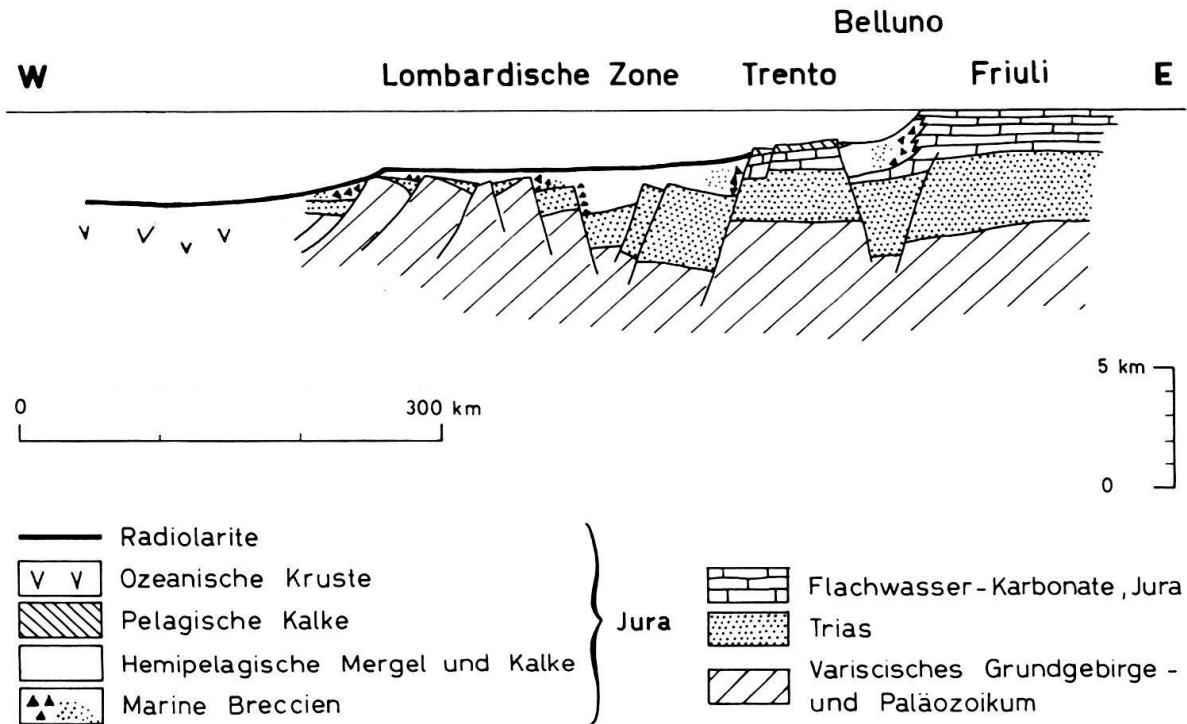 Belluno
W Lombardische Zone Trento Friuli E
5 km
0 300 km
0
Radiolarite
V V Ozeanische Kruste
Pelagische Kalke
Hemipelagische Mergel und Kalke
Marine Breccien
Jura
Flachwasser-Karbonate, Jura
Trias
Variscisches Grundgebirge -
und Paläozoikum